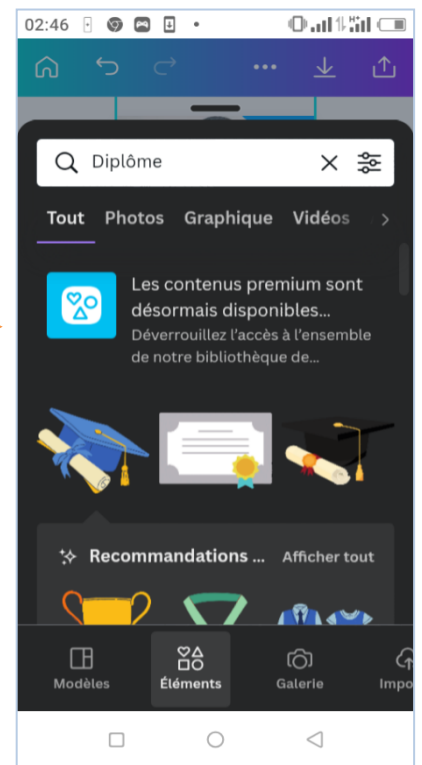 02:46
Diplôme
Tout Photos Graphique Vidéos
Les contenus premium sont
désormais disponibles...
Déverrouillez l'accès à l'ensemble
de notre bibliothèque de...
Recommandations ... Afficher tout
Modèles Éléments Galerie Impo